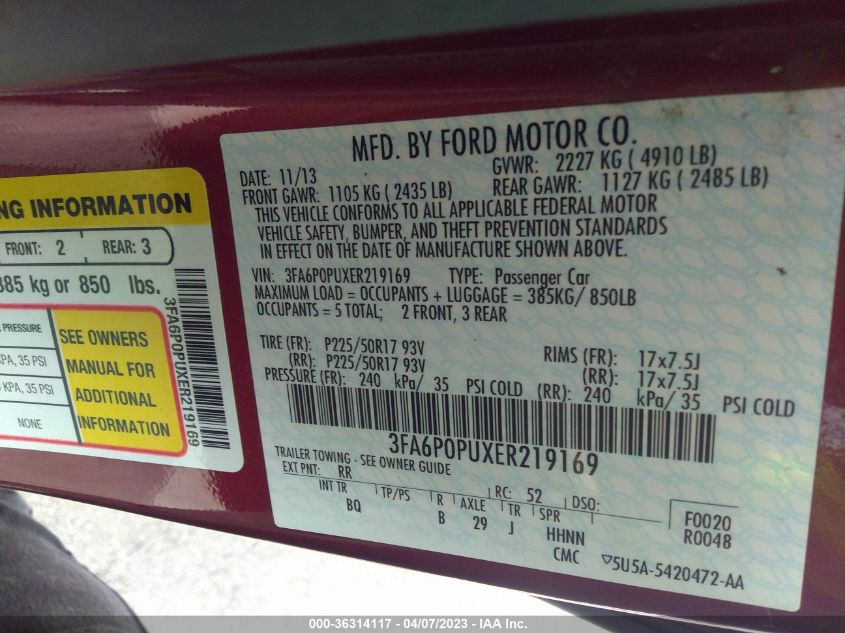 NG INFORMATION
FRONT: 2 REAR: 3
385 kg or 850 lbs.
PRESSURE
SEE OWNERS
MANUAL FOR
ADDITIONAL
INFORMATION
KPA, 35 PSI
KPA, 35 PSI
NONE
3FA6P0PUXER219169
MFD. BY FORD MOTOR CO.
DATE: 11/13 GVWR: 2227 KG ( 4910 LB)
FRONT GAWR: 1105 KG ( 2435 LB) REAR GAWR: 1127 KG ( 2485 LB)
THIS VEHICLE CONFORMS TO ALL APPLICABLE FEDERAL MOTOR
VEHICLE SAFETY, BUMPER, AND THEFT PREVENTION STANDARDS
IN EFFECT ON THE DATE OF MANUFACTURE SHOWN ABOVE.
VIN: 3FA6P0PUXER219169 TYPE: Passenger Car
MAXIMUM LOAD = OCCUPANTS + LUGGAGE = 385KG/ 850LB
OCCUPANTS = 5 TOTAL; 2 FRONT, 3 REAR
TIRE (FR): P225/50R17 93V RIMS (FR): 17x7.5J
(RR): P225/50R17 93V (RR): 17x7.5J
PRESSURE (FR): 240 kPa/ 35 PSI COLD (RR): 240 kPa/ 35 PSI COLD
3FA6P0PUXER219169
TRAILER TOWING - SEE OWNER GUIDE
EXT PNT: RR RC: 52 DSO:
INT TR TP/PS R AXLE TR SPR
BQ B 29 J HHNN
CMC
F0020
R0048
▽5U5A-5420472-AA
000-36314117 - 04/07/2023 - IAA Inc.